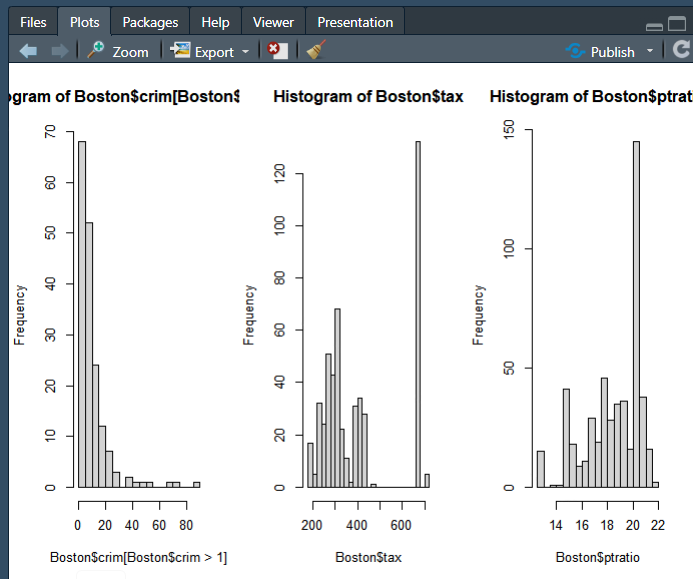 Files Plots Packages Help Viewer Presentation
Zoom Export Publish
ogram of Boston$crim[Boston$
Frequency
0 10 20 30 40 50 60 70
0 20 40 60 80
Boston$crim[Boston$crim > 1]
Histogram of Boston$tax
Frequency
0 20 40 60 80 100 120
200 400 600
Boston$tax
Histogram of Boston$ptrati
Frequency
0 50 100 150
14 16 18 20 22
Boston$ptratio